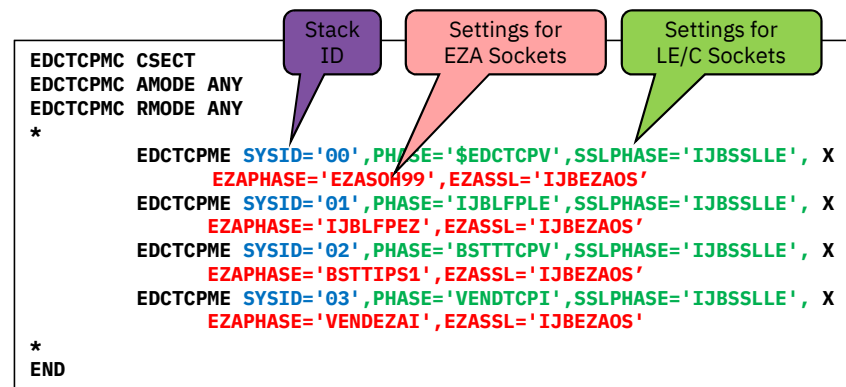 Stack
ID
Settings for
EZA Sockets
Settings for
LE/C Sockets
EDCTCPMC CSECT
EDCTCPMC AMODE ANY
EDCTCPMC RMODE ANY
*
EDCTCPME SYSID='00',PHASE='$EDCTCPV',SSLPHASE='IJBSSLLE', X
EZAPHASE='EZASOH99',EZASSL='IJBEZAOS’
EDCTCPME SYSID='01',PHASE='IJBLFPLE',SSLPHASE='IJBSSLLE', X
EZAPHASE='IJBLFPEZ',EZASSL='IJBEZAOS’
EDCTCPME SYSID='02',PHASE='BSTTTCPV',SSLPHASE='IJBSSLLE', X
EZAPHASE='BSTTIPS1',EZASSL='IJBEZAOS’
EDCTCPME SYSID='03',PHASE='VENDTCPI',SSLPHASE='IJBSSLLE', X
EZAPHASE='VENDEZAI',EZASSL='IJBEZAOS'
*
END